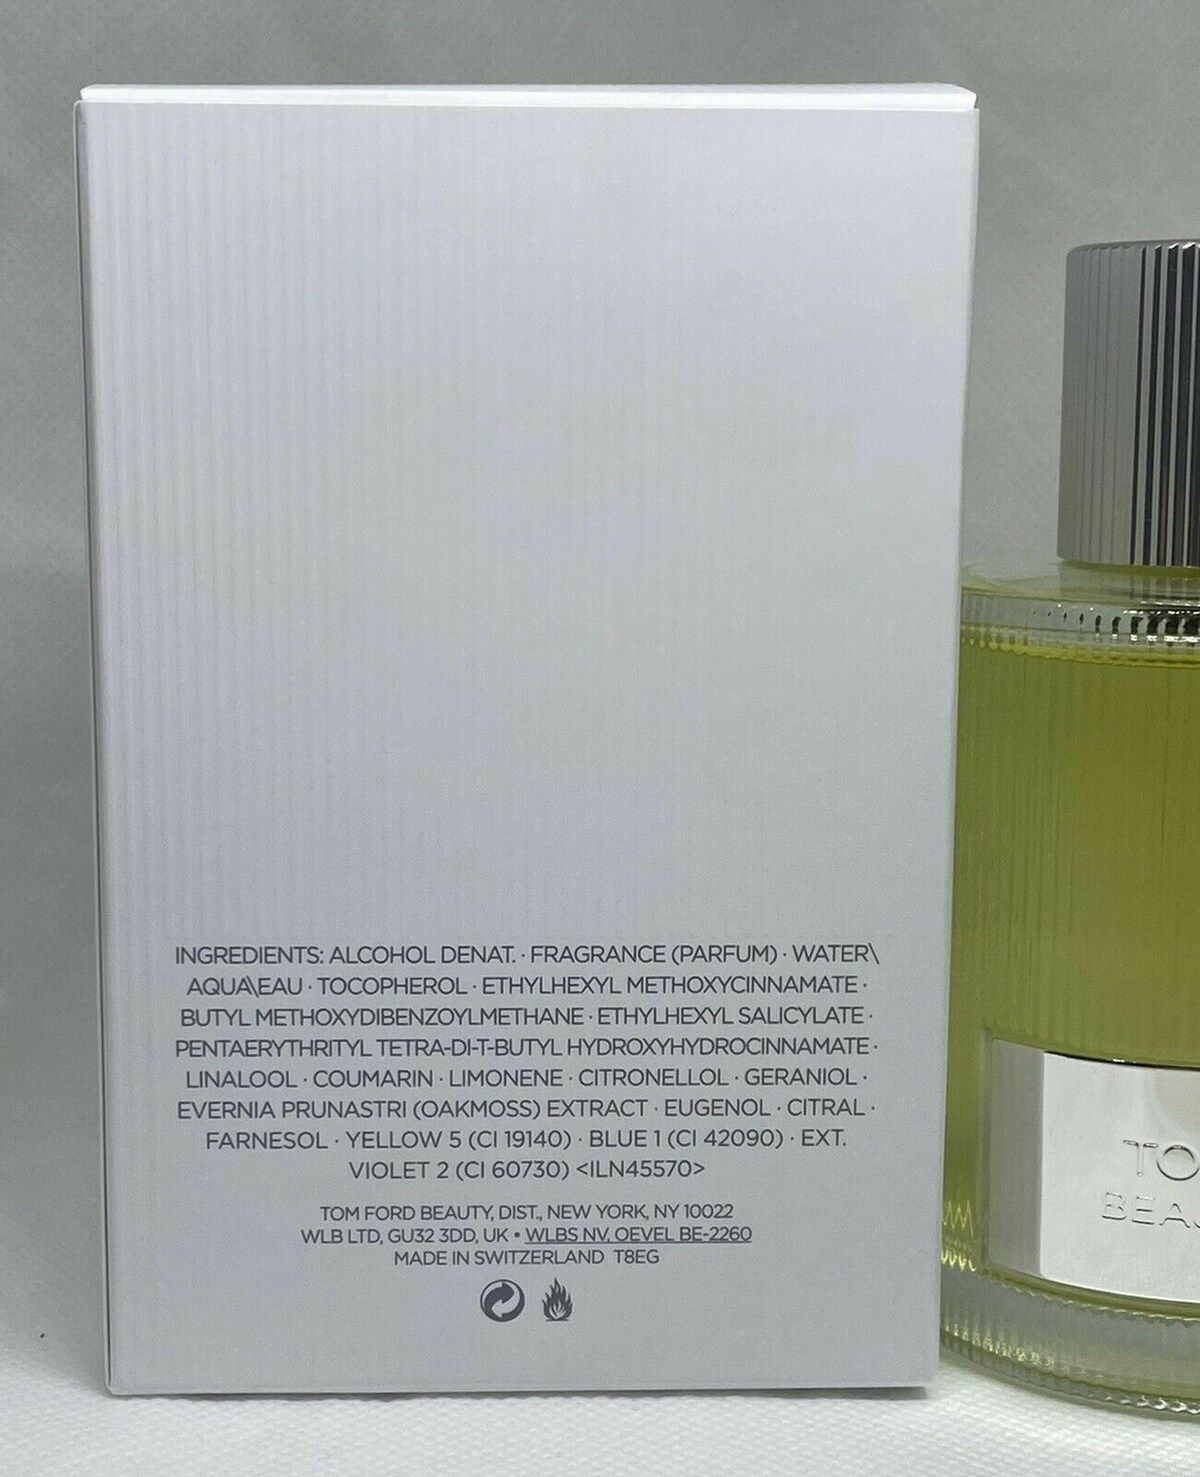 INGREDIENTS: ALCOHOL DENAT. · FRAGRANCE (PARFUM) · WATER\
AQUA\EAU · TOCOPHEROL · ETHYLHEXYL METHOXYCINNAMATE ·
BUTYL METHOXYDIBENZOYLMETHANE · ETHYLHEXYL SALICYLATE ·
PENTAERYTHRITYL TETRA-DI-T-BUTYL HYDROXYHYDROCINNAMATE ·
LINALOOL · COUMARIN · LIMONENE · CITRONELLOL · GERANIOL ·
EVERNIA PRUNASTRI (OAKMOSS) EXTRACT · EUGENOL · CITRAL ·
FARNESOL · YELLOW 5 (CI 19140) · BLUE 1 (CI 42090) · EXT.
VIOLET 2 (CI 60730) <ILN45570>
TOM FORD BEAUTY, DIST., NEW YORK, NY 10022
WLB LTD, GU32 3DD, UK • WLBS NV, OEVEL BE-2260
MADE IN SWITZERLAND T8EG
TO
BEA